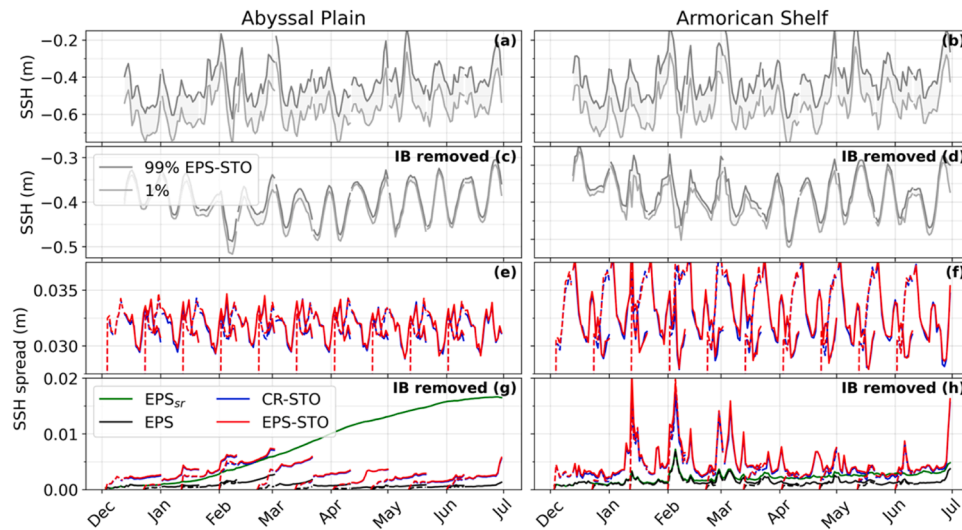 Abyssal Plain Armorican Shelf
SSH (m) −0.2 −0.4 −0.6 (a) (b)
SSH (m) −0.3 −0.4 −0.5 IB removed (c) IB removed (d)
99% EPS-STO
1%
SSH spread (m)
0.035 0.030 (e) (f)
0.02 0.01 0.00 IB removed (g) IB removed (h)
EPSsr CR-STO
EPS EPS-STO
Dec Jan Feb Mar Apr May Jun Jul Dec Jan Feb Mar Apr May Jun Jul